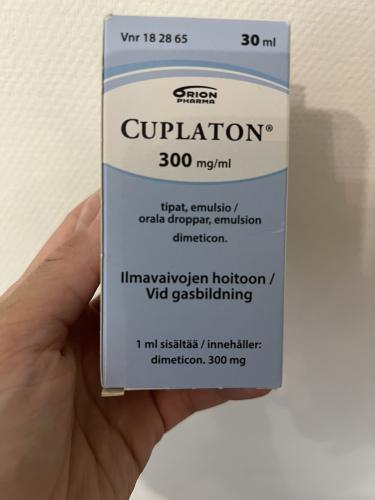 Vnr 18 28 65 30 ml
ORION
PHARMA
CUPLATON®
300 mg/ml
tipat, emulsio /
orala droppar, emulsion
dimeticon.
Ilmavaivojen hoitoon /
Vid gasbildning
1 ml sisältää / innehåller:
dimeticon. 300 mg